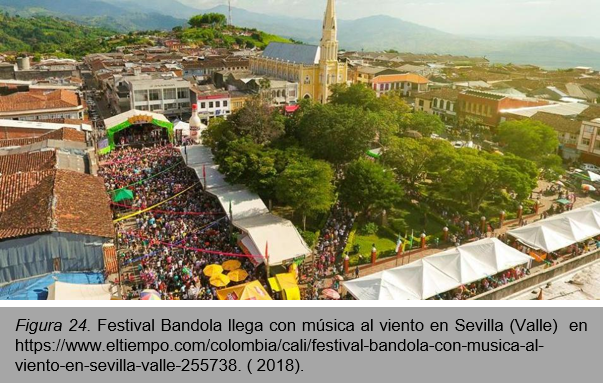 Figura 24. Festival Bandola llega con música al viento en Sevilla (Valle) en
https://www.eltiempo.com/colombia/cali/festival-bandola-con-musica-al-
viento-en-sevilla-valle-255738. ( 2018).